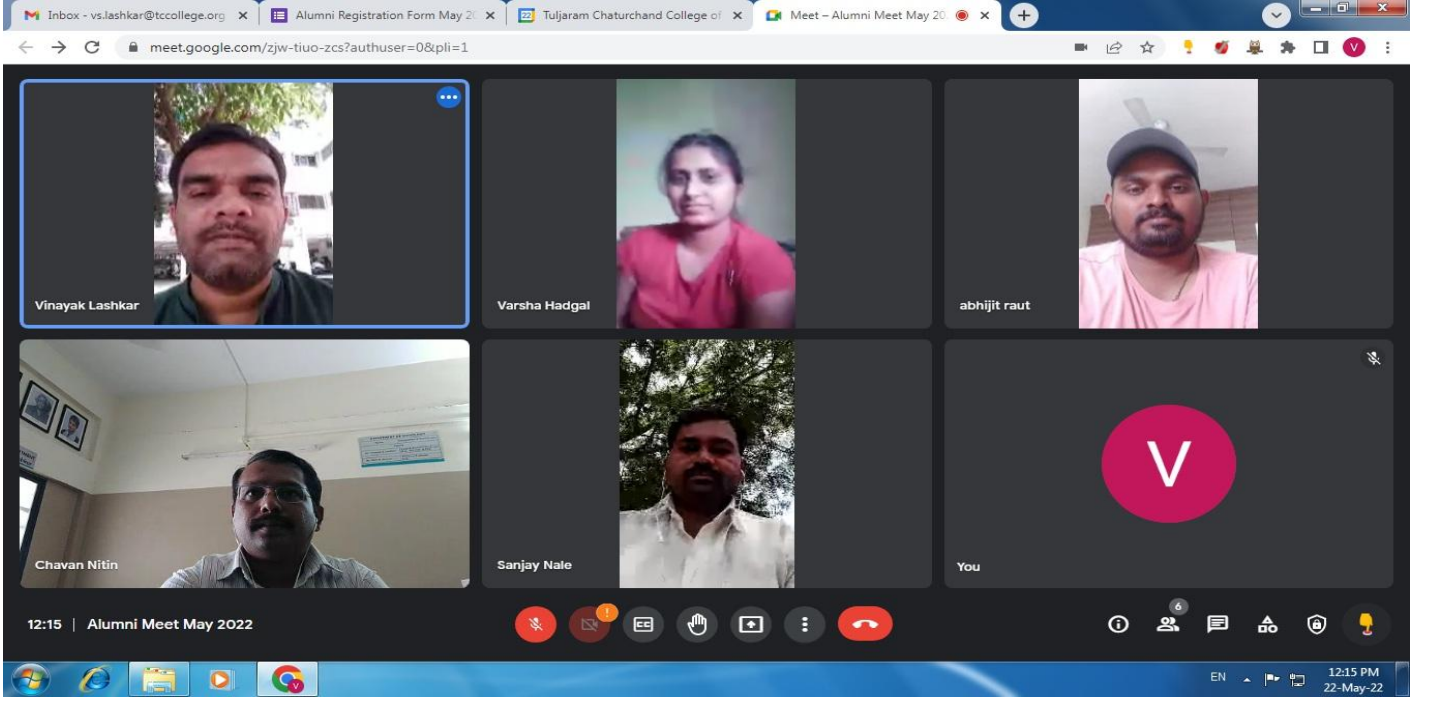 Inbox - vs.lashkar@tccollege.org
Alumni Registration Form May 2
Tuljaram Chaturchand College of
Meet – Alumni Meet May 20
meet.google.com/zjw-tiuo-zcs?authuser=0&pli=1
V
Vinayak Lashkar
Varsha Hadgal
abhijit raut
Chavan Nitin
Sanjay Nale
V
You
12:15 | Alumni Meet May 2022
CC
6
EN
12:15 PM
22-May-22